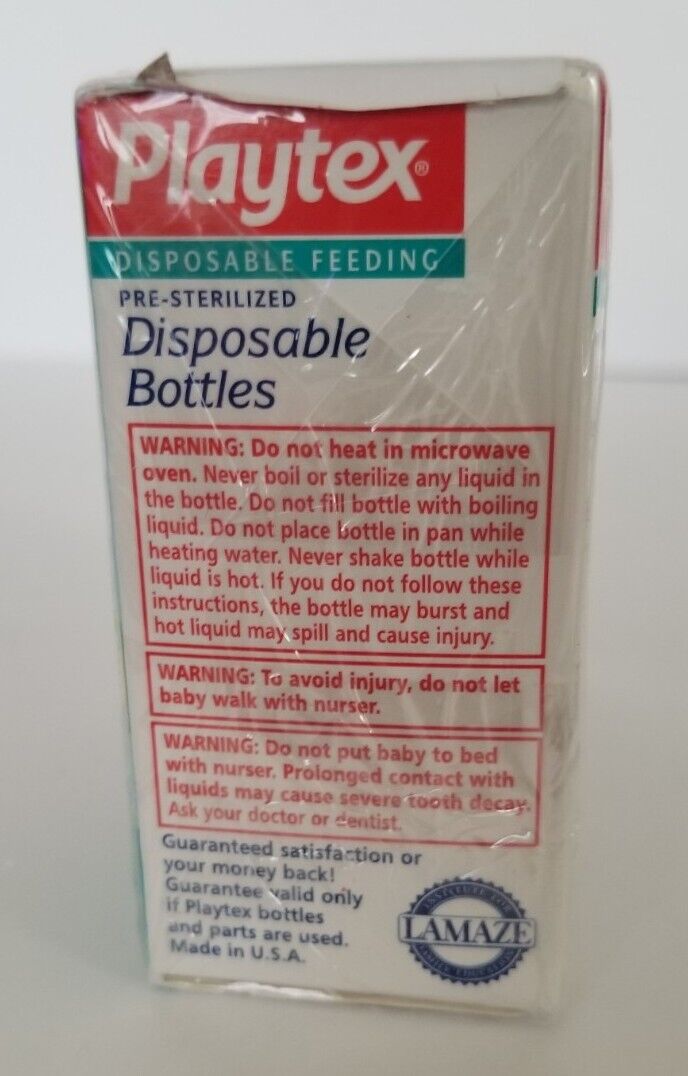 Playtex®
DISPOSABLE FEEDING
PRE-STERILIZED
Disposable
Bottles
WARNING: Do not heat in microwave
oven. Never boil or sterilize any liquid in
the bottle. Do not fill bottle with boiling
liquid. Do not place bottle in pan while
heating water. Never shake bottle while
liquid is hot. If you do not follow these
instructions, the bottle may burst and
hot liquid may spill and cause injury.
WARNING: To avoid injury, do not let
baby walk with nurser.
WARNING: Do not put baby to bed
with nurser. Prolonged contact with
liquids may cause severe tooth decay.
Ask your doctor or dentist.
Guaranteed satisfaction or
your money back!
Guarantee valid only
if Playtex bottles
and parts are used.
Made in U.S.A.
INSTITUTE FOR
LAMAZE